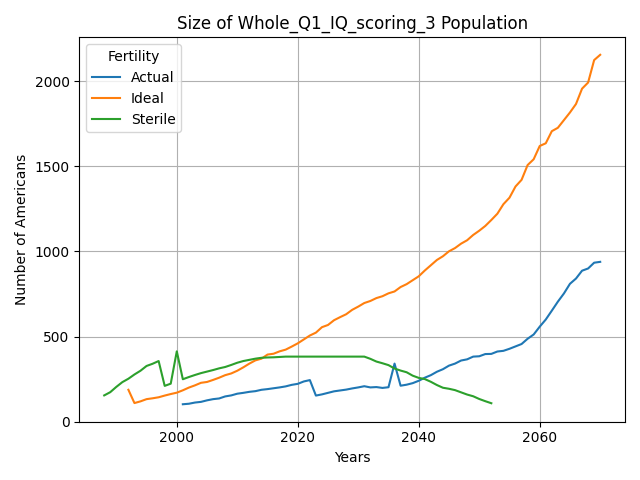 Size of Whole_Q1_IQ_scoring_3 Population
Fertility
Actual
Ideal
Sterile
Number of Americans
2000
1500
1000
500
0
2000
2020
2040
2060
Years